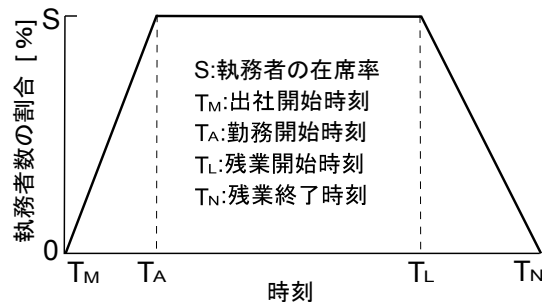 S
執務者数の割合 [%]
S:執務者の在席率
TM:出社開始時刻
TA:勤務開始時刻
TL:残業開始時刻
TN:残業終了時刻
0
TM TA TL TN
時刻